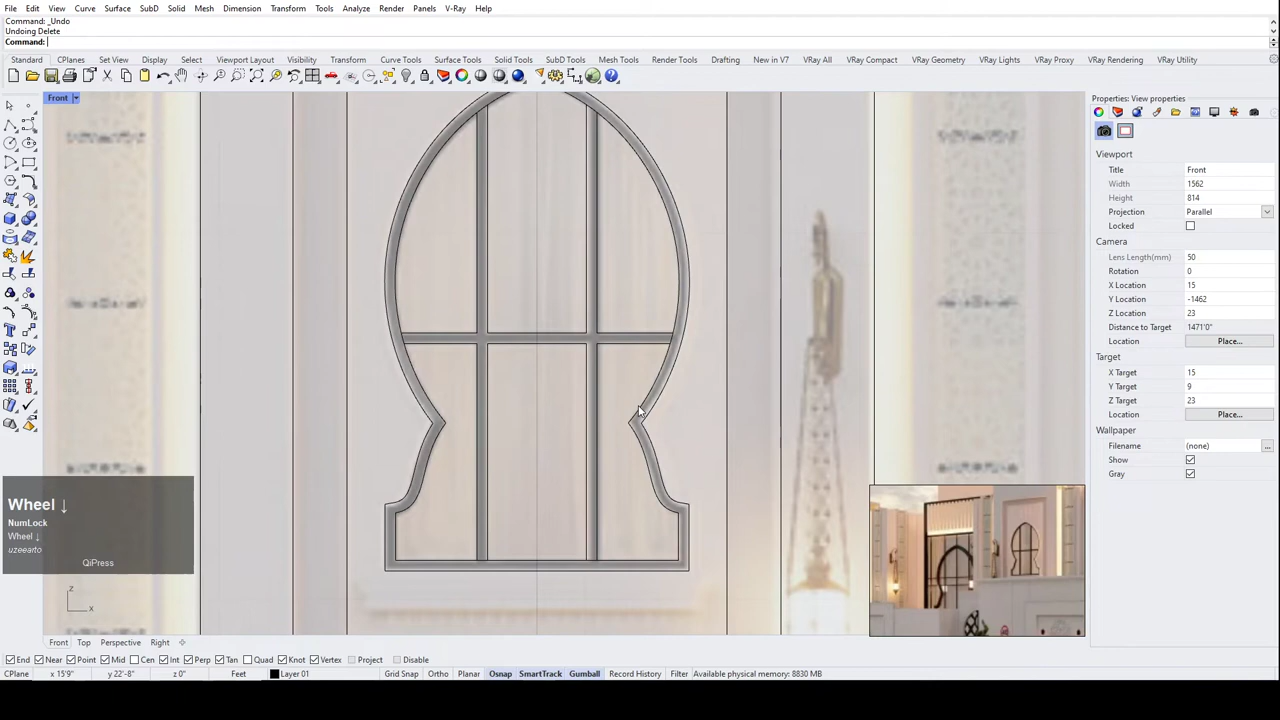 File Edit View Curve Surface SubD Solid Mesh Dimension Transform Tools Analyze Render Panels V-Ray Help
Command: _Undo
Undoing Delete
Command:
Standard CPlanes Set View Display Select Viewport Layout Visibility Transform Curve Tools Surface Tools Solid Tools SubD Tools Mesh Tools Render Tools Drafting New in V7 VRay All VRay Compact VRay Geometry VRay Lights VRay Proxy VRay Rendering VRay Utility
Front
Properties: View properties
Viewport
Title Front
Width 1562
Height 814
Projection Parallel
Locked
Camera
Lens Length(mm) 50
Rotation 0
X Location 15
Y Location -1462
Z Location 23
Distance to Target 1471'0"
Location Place...
Target
X Target 15
Y Target 9
Z Target 23
Location Place...
Wallpaper
Filename (none) ...
Show
Gray
Wheel ↓
NumLock
Wheel ↓
uzeearto
QiPress
z
x
Front Top Perspective Right
End Near Point Mid Cen Int Perp Tan Quad Knot Vertex Project Disable
CPlane x 15'9" y 22'-8" z 0" Feet Layer 01 Grid Snap Ortho Planar Osnap SmartTrack Gumball Record History Filter Available physical memory: 8830 MB